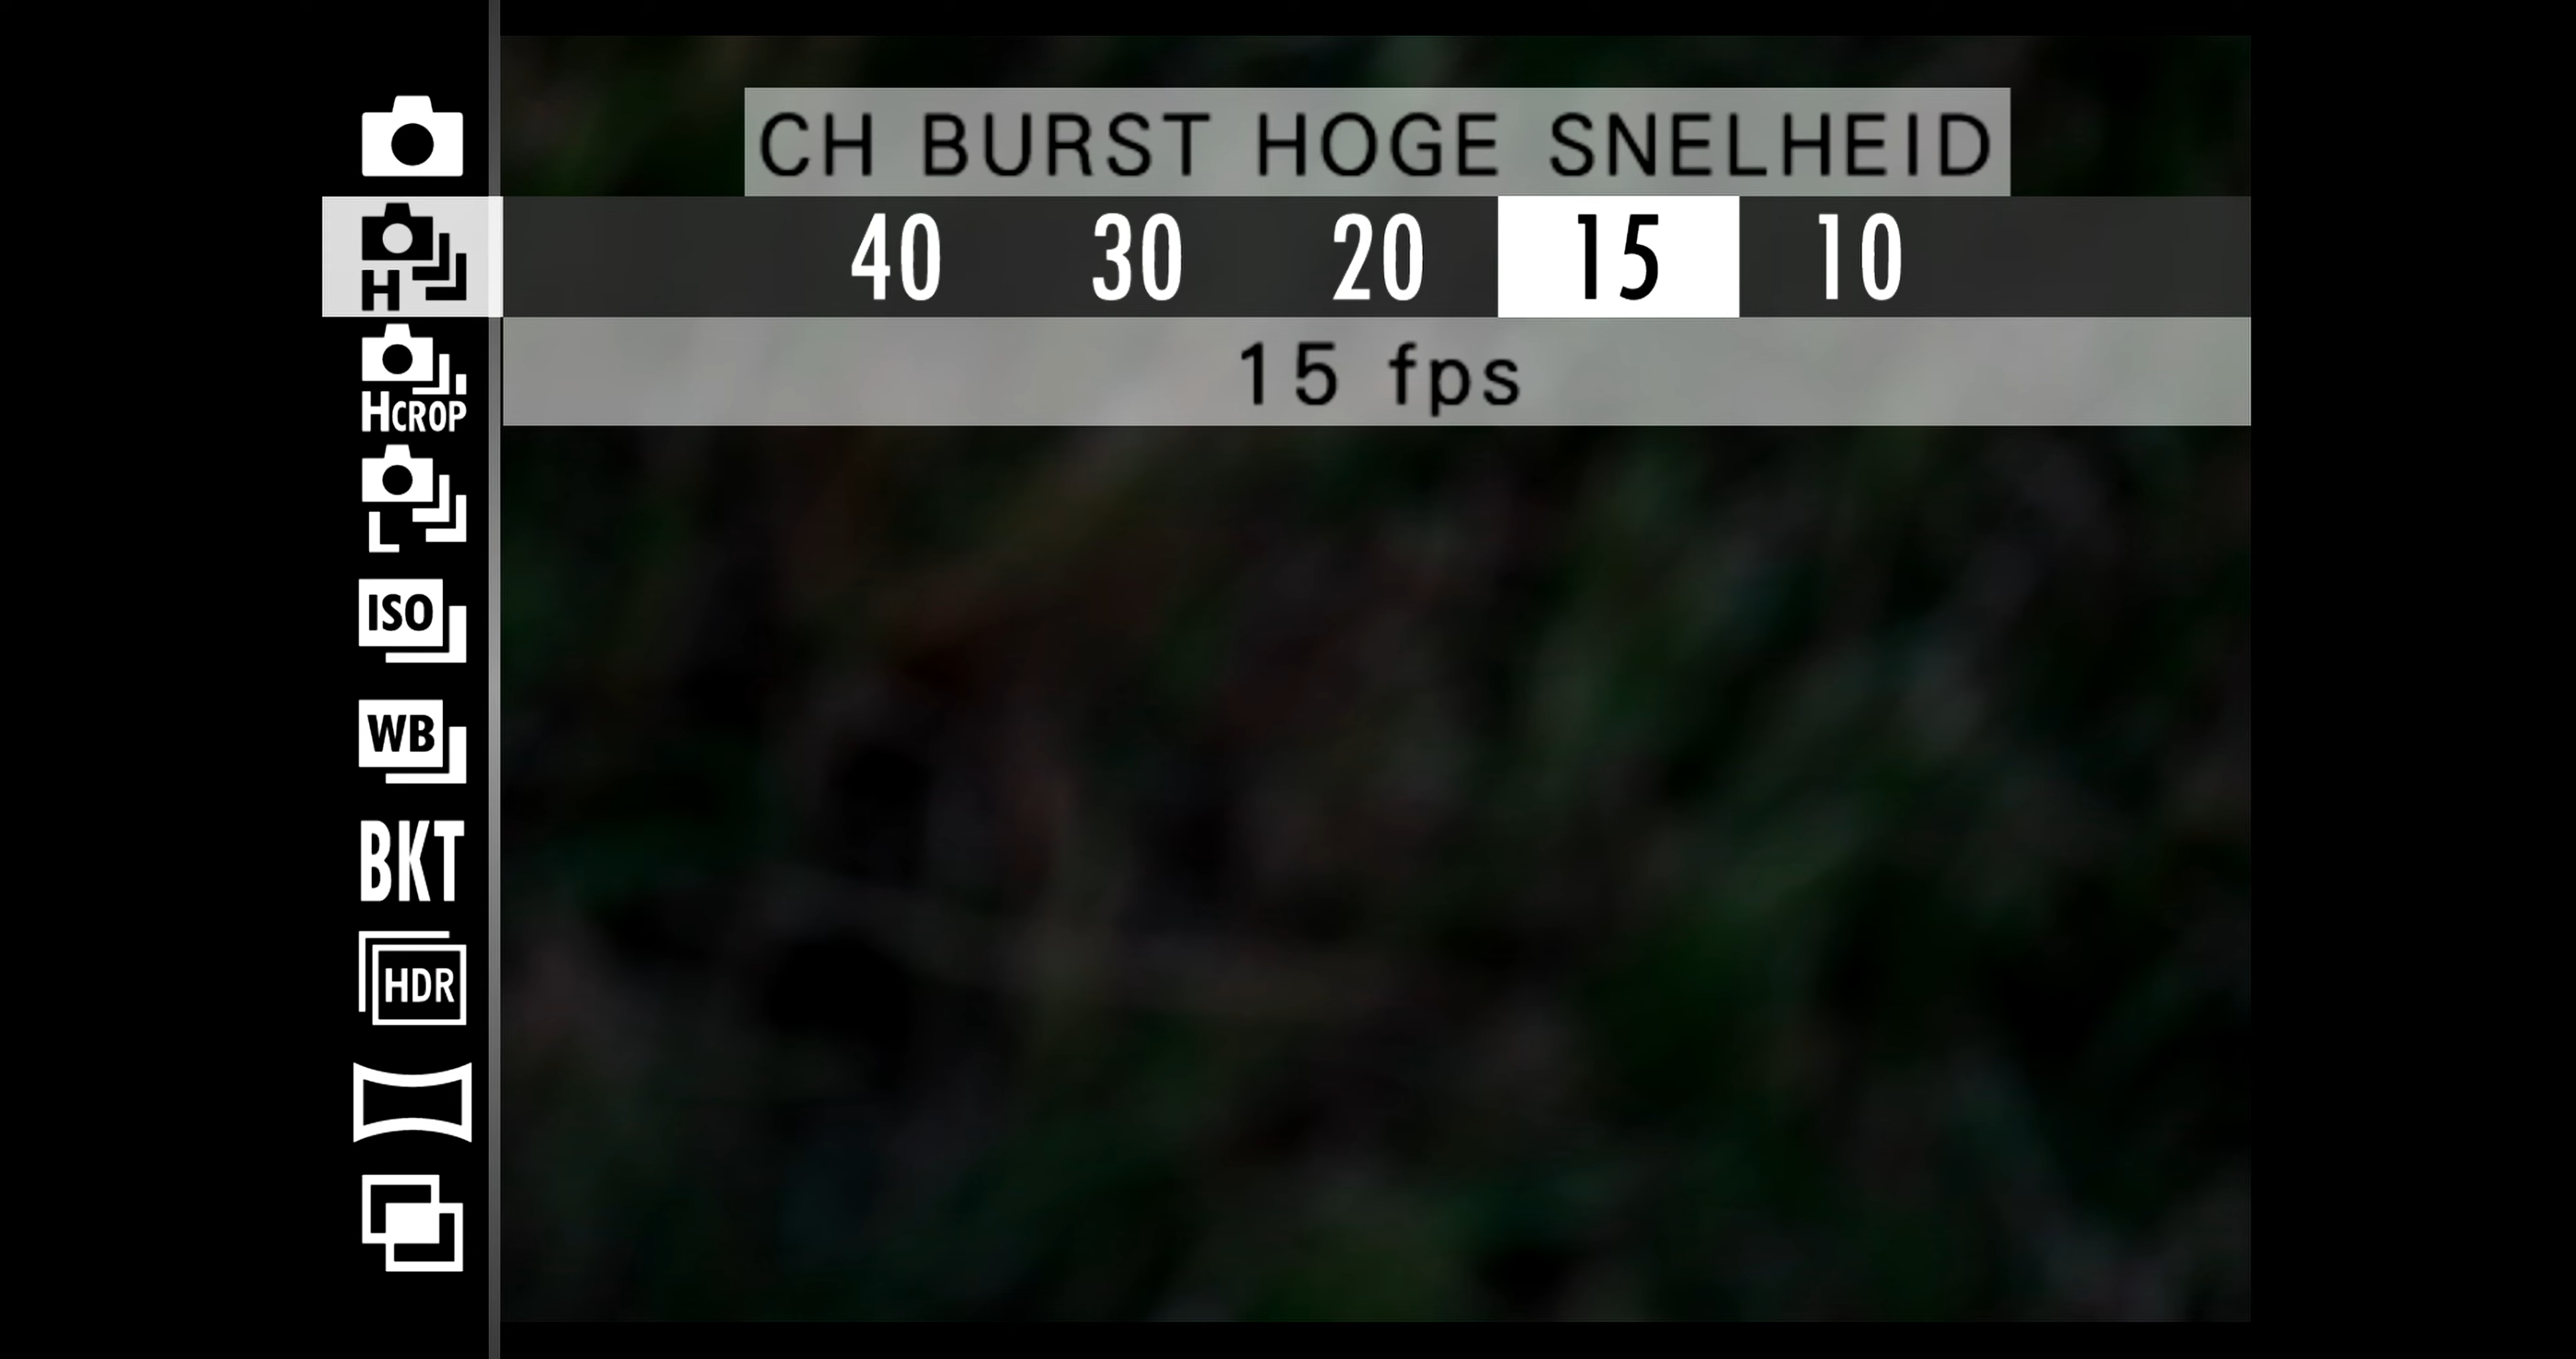 CH BURST HOGE SNELHEID
H 40 30 20 15 10
15 fps
HCROP
L
ISO
WB
BKT
HDR